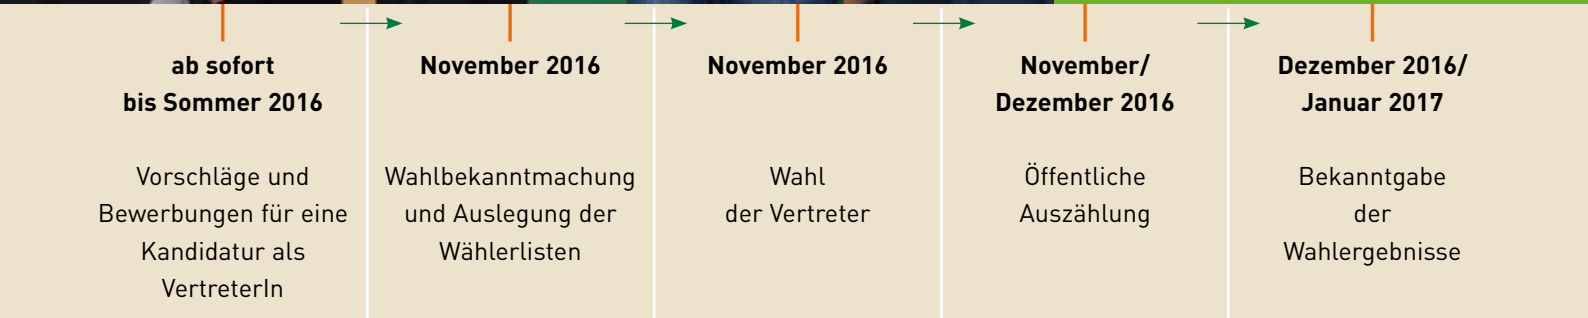 ab sofort
bis Sommer 2016
Vorschläge und
Bewerbungen für eine
Kandidatur als
VertreterIn
November 2016
Wahlbekanntmachung
und Auslegung der
Wählerlisten
November 2016
Wahl
der Vertreter
November/
Dezember 2016
Öffentliche
Auszählung
Dezember 2016/
Januar 2017
Bekanntgabe
der
Wahlergebnisse